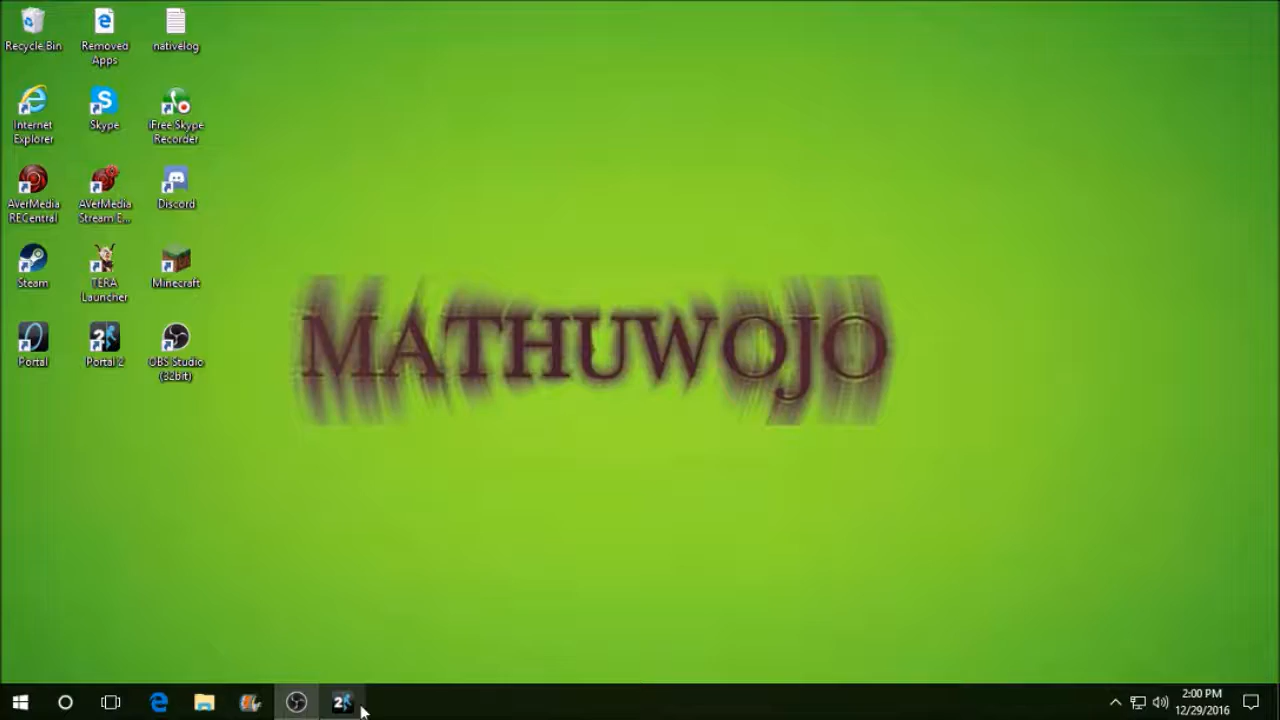 Recycle Bin
Removed
Apps
nativelog
Internet
Explorer
Skype
iFree Skype
Recorder
AVerMedia
RECentral
AVerMedia
Stream E...
Discord
Steam
TERA
Launcher
Minecraft
Portal
Portal 2
OBS Studio
(32bit)
MATHUWOJO
2:00 PM
12/29/2016